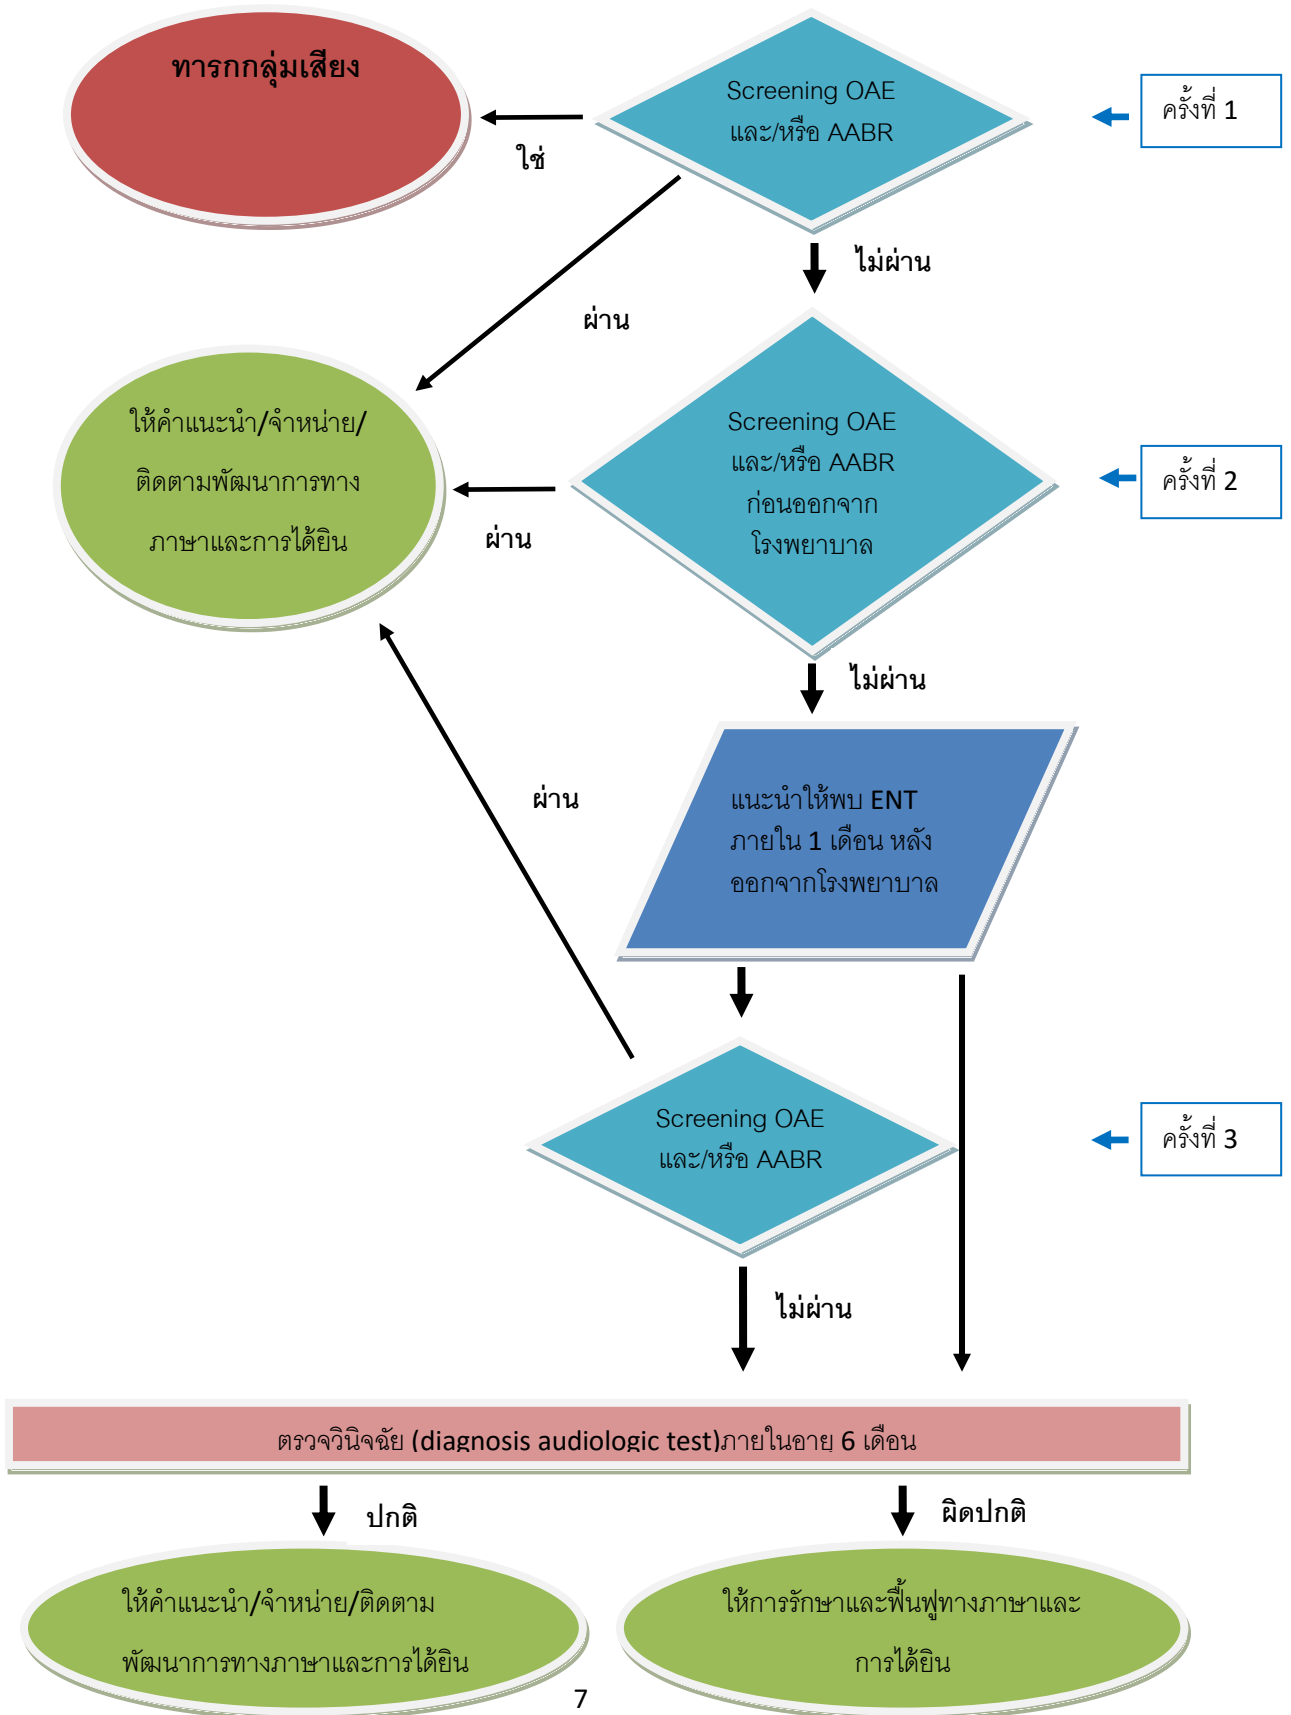 ทารกกลุ่มเสี่ยง
Screening OAE
และ/หรือ AABR
ครั้งที่ 1
ใช่
ไม่ผ่าน
ผ่าน
ให้คำแนะนำ/จำหน่าย/
ติดตามพัฒนาการทาง
ภาษาและการได้ยิน
Screening OAE
และ/หรือ AABR
ก่อนออกจาก
โรงพยาบาล
ครั้งที่ 2
ผ่าน
ไม่ผ่าน
แนะนำให้พบ ENT
ภายใน 1 เดือน หลัง
ออกจากโรงพยาบาล
ผ่าน
Screening OAE
และ/หรือ AABR
ครั้งที่ 3
ไม่ผ่าน
ตรวจวินิจฉัย (diagnosis audiologic test)ภายในอายุ 6 เดือน
ปกติ
ผิดปกติ
ให้คำแนะนำ/จำหน่าย/ติดตาม
พัฒนาการทางภาษาและการได้ยิน
ให้การรักษาและฟื้นฟูทางภาษาและ
การได้ยิน
7